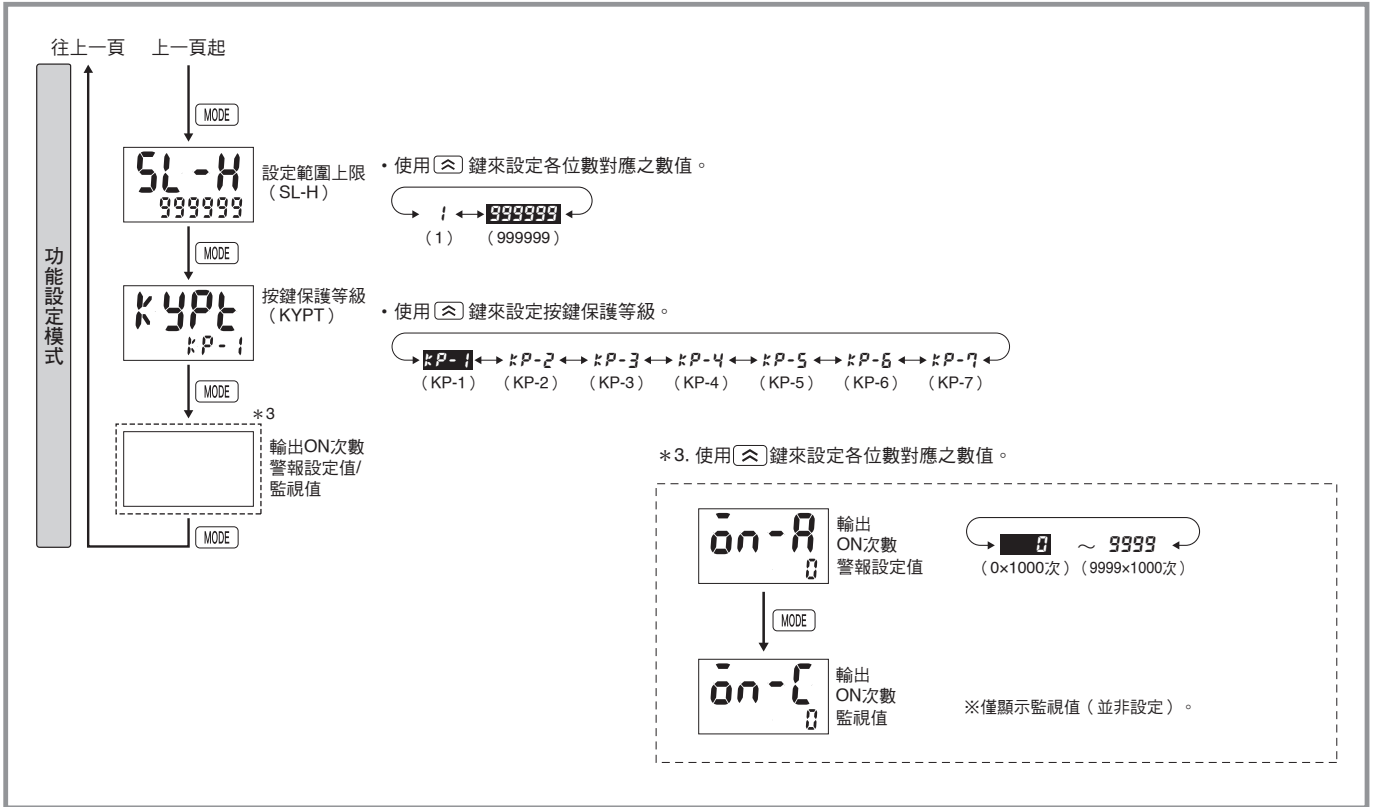 往上一頁 上一頁起
功能設定模式
MODE
SL-H
999999
設定範圍上限
（SL-H）
・使用 鍵來設定各位數對應之數值。
1 999999
（1） （999999）
MODE
KYPt
KP-1
按鍵保護等級
（KYPT）
・使用 鍵來設定按鍵保護等級。
KP-1 KP-2 KP-3 KP-4 KP-5 KP-6 KP-7
（KP-1） （KP-2） （KP-3） （KP-4） （KP-5） （KP-6） （KP-7）
MODE
＊3
輸出ON次數
警報設定值/
監視值
MODE
＊3. 使用 鍵來設定各位數對應之數值。
on-A
0
輸出
ON次數
警報設定值
0 ～ 9999
（0×1000次）（9999×1000次）
MODE
on-C
0
輸出
ON次數
監視值
※僅顯示監視值（並非設定）。